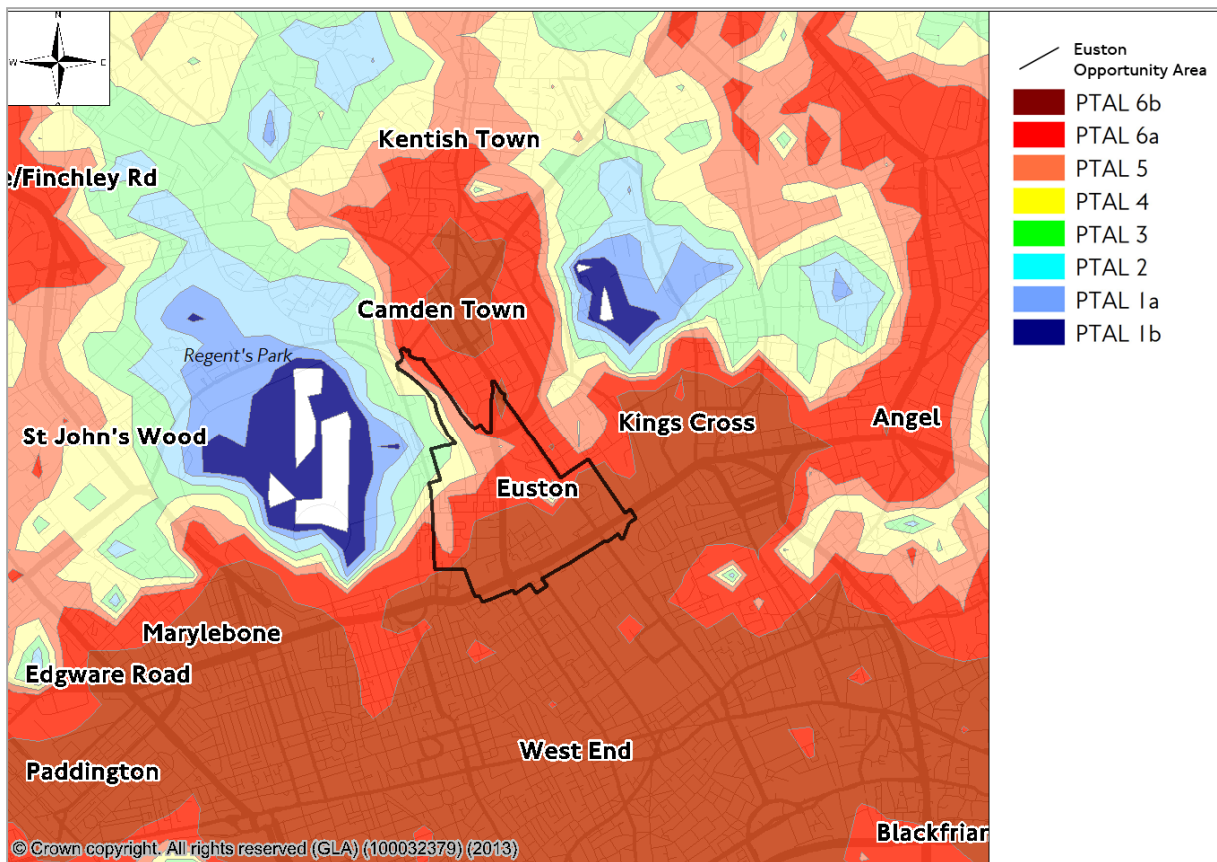 N
W
E
Kentish Town
e/Finchley Rd
Camden Town
Regent's Park
St John's Wood
Kings Cross
Angel
Euston
Marylebone
Edgware Road
West End
Paddington
Blackfriar
© Crown copyright. All rights reserved (GLA) (100032379) (2013)
Euston
Opportunity Area
PTAL 6b
PTAL 6a
PTAL 5
PTAL 4
PTAL 3
PTAL 2
PTAL 1a
PTAL 1b